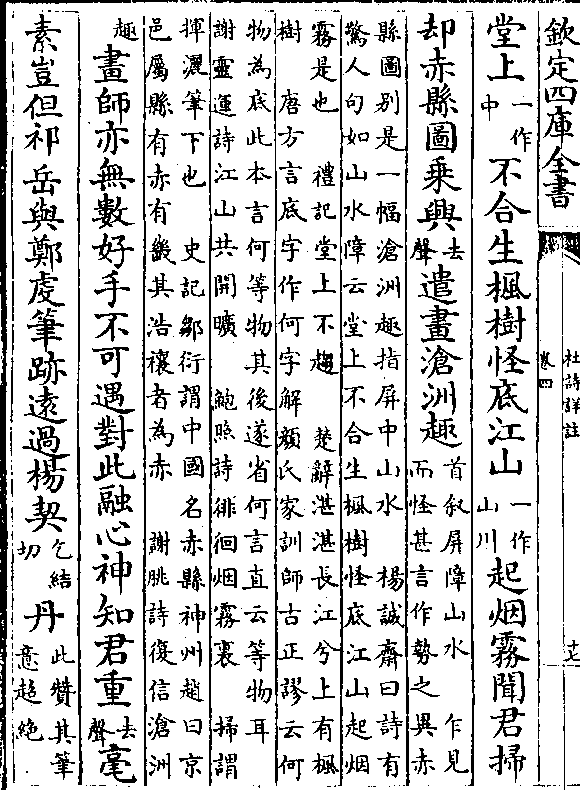 欽定四庫全書
杜詩詳註
卷四
堂上一作中不合生楓樹怪底江山一作山川起烟霧聞君掃
却赤縣圖乘興去聲遣畫滄洲趣首叙屏障山水乍見而怪甚言作勢之異赤
縣圖别是一幅滄洲趣指屏中山水楊誠齋曰詩有
驚人句如山水障云堂上不合生楓樹怪底江山起烟
霧是也禮記堂上不趨楚辭湛湛長江兮上有楓
樹唐方言底字作何字解顔氏家訓師古正謬云何
物為底此本言何等物其後遂省何言直云等物耳
謝靈運詩江山共開曠鮑照詩徘徊烟霧裏掃謂
揮灑筆下也史記鄒衍謂中國名赤縣神州趙曰京
邑屬縣有赤有畿其浩穰者為赤謝朓詩復信滄洲
趣畫師亦無數好手不可遇對此融心神知君重去聲毫
素豈但祁岳與鄭虔筆跡遠過楊契乞結切丹此贊其筆意超絶